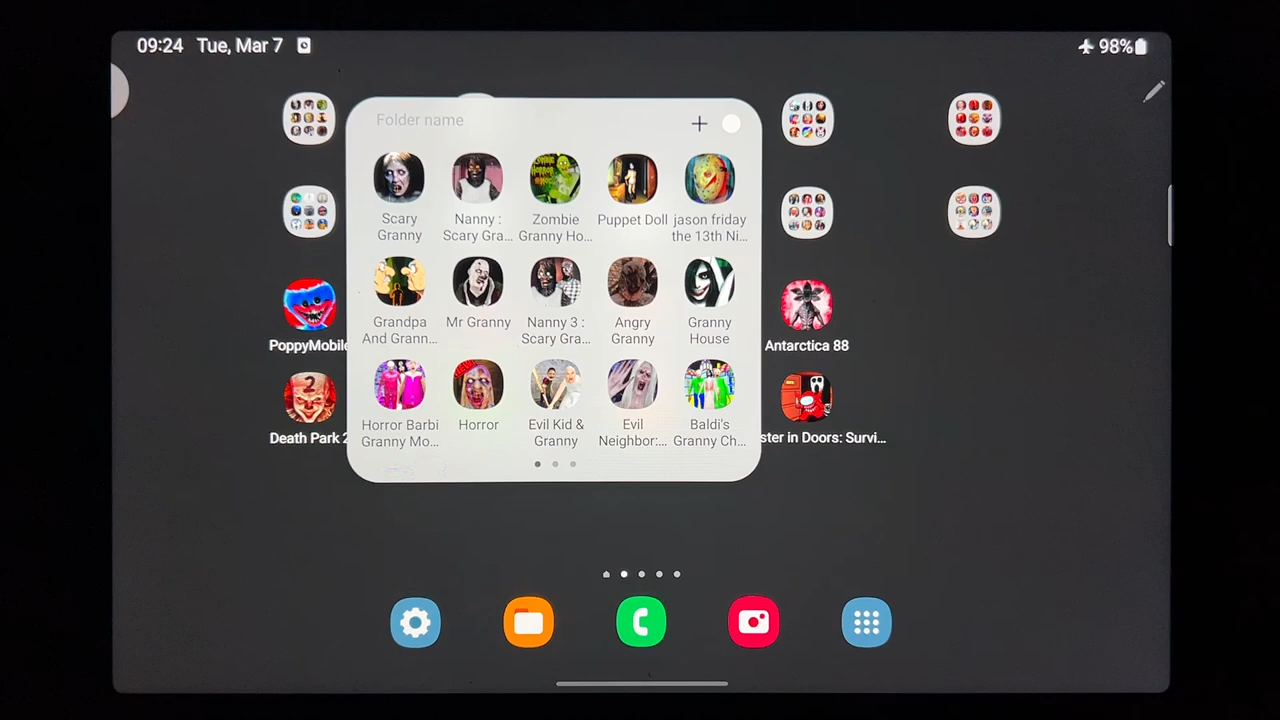 09:24 Tue, Mar 7
98%
Folder name
Scary
Granny
Nanny :
Scary Gra...
Zombie
Granny Ho...
Puppet Doll
jason friday
the 13th Ni...
Grandpa
And Grann...
Mr Granny
Nanny 3 :
Scary Gra...
Angry
Granny
Granny
House
Horror Barbi
Granny Mo...
Horror
Evil Kid &
Granny
Evil
Neighbor:...
Baldi's
Granny Ch...
PoppyMobile
Antarctica 88
2
Death Park 2
ster in Doors: Survi...